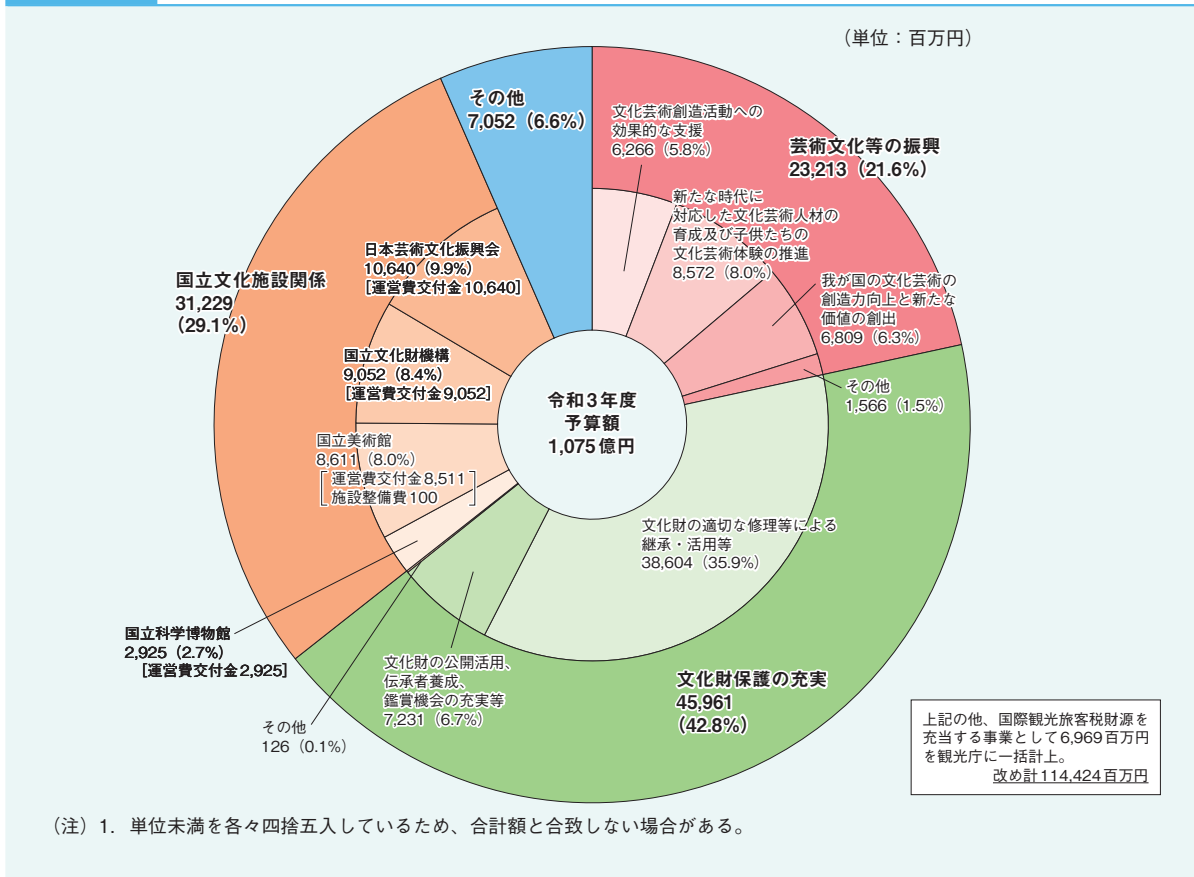 （単位：百万円）
その他
7,052（6.6%）
文化芸術創造活動への
効果的な支援
6,266（5.8%）
芸術文化等の振興
23,213（21.6%）
新たな時代に
対応した文化芸術人材の
育成及び子供たちの
文化芸術体験の推進
8,572（8.0%）
我が国の文化芸術の
創造力向上と新たな
価値の創出
6,809（6.3%）
その他
1,566（1.5%）
日本芸術文化振興会
10,640（9.9%）
［運営費交付金10,640］
国立文化施設関係
31,229
（29.1%）
国立文化財機構
9,052（8.4%）
［運営費交付金9,052］
令和3年度
予算額
1,075億円
国立美術館
8,611（8.0%）
運営費交付金8,511
施設整備費100
文化財の適切な修理等による
継承・活用等
38,604（35.9%）
国立科学博物館
2,925（2.7%）
［運営費交付金2,925］
文化財の公開活用、
伝承者養成、
鑑賞機会の充実等
7,231（6.7%）
その他
126（0.1%）
文化財保護の充実
45,961
（42.8%）
上記の他、国際観光旅客税財源を
充当する事業として6,969百万円
を観光庁に一括計上。
改め計114,424百万円
（注）1．単位未満を各々四捨五入しているため、合計額と合致しない場合がある。